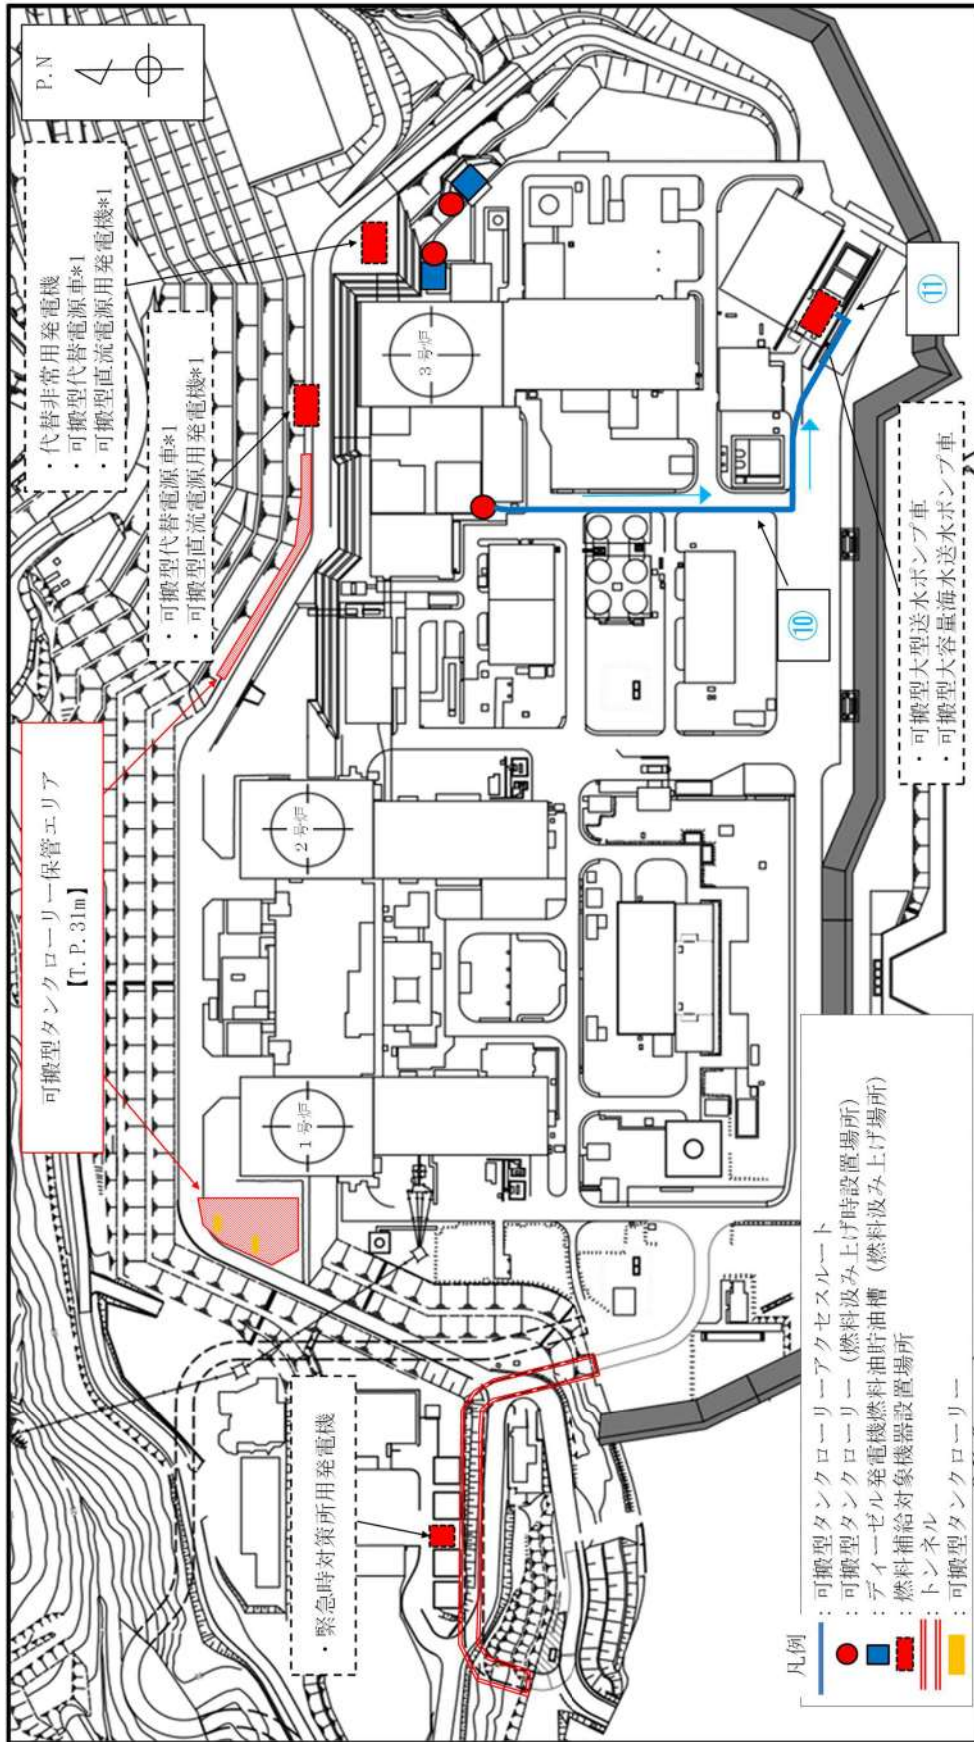 P.N
・代替非常用発電機
・可搬型代替電源車*1
・可搬型直流電源用発電機*1
・可搬型代替電源車*1
・可搬型直流電源用発電機*1
可搬型タンクローリー保管エリア
【T.P.31m】
3号炉
2号炉
1号炉
⑩
⑪
・可搬型大型送水ポンプ車
・可搬型大容量海水送水ポンプ車
・緊急時対策所用発電機
凡例
：可搬型タンクローリーアクセスルート
：可搬型タンクローリー（燃料汲み上げ時設置場所）
：ディーゼル発電機燃料油貯油槽（燃料汲み上げ場所）
：燃料補給対象機器設置場所
：トンネル
：可搬型タンクローリー